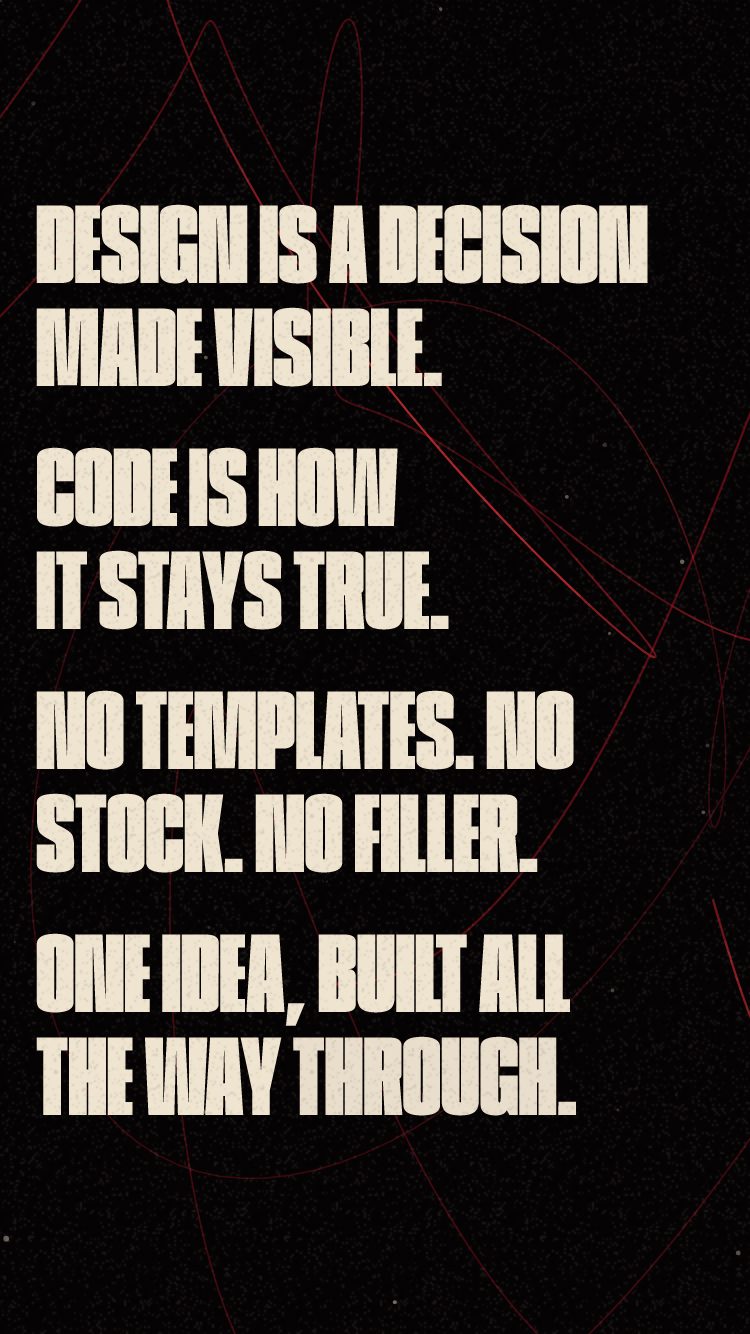 DESIGN IS A DECISION
MADE VISIBLE.
CODE IS HOW
IT STAYS TRUE.
NO TEMPLATES. NO
STOCK. NO FILLER.
ONE IDEA, BUILT ALL
THE WAY THROUGH.